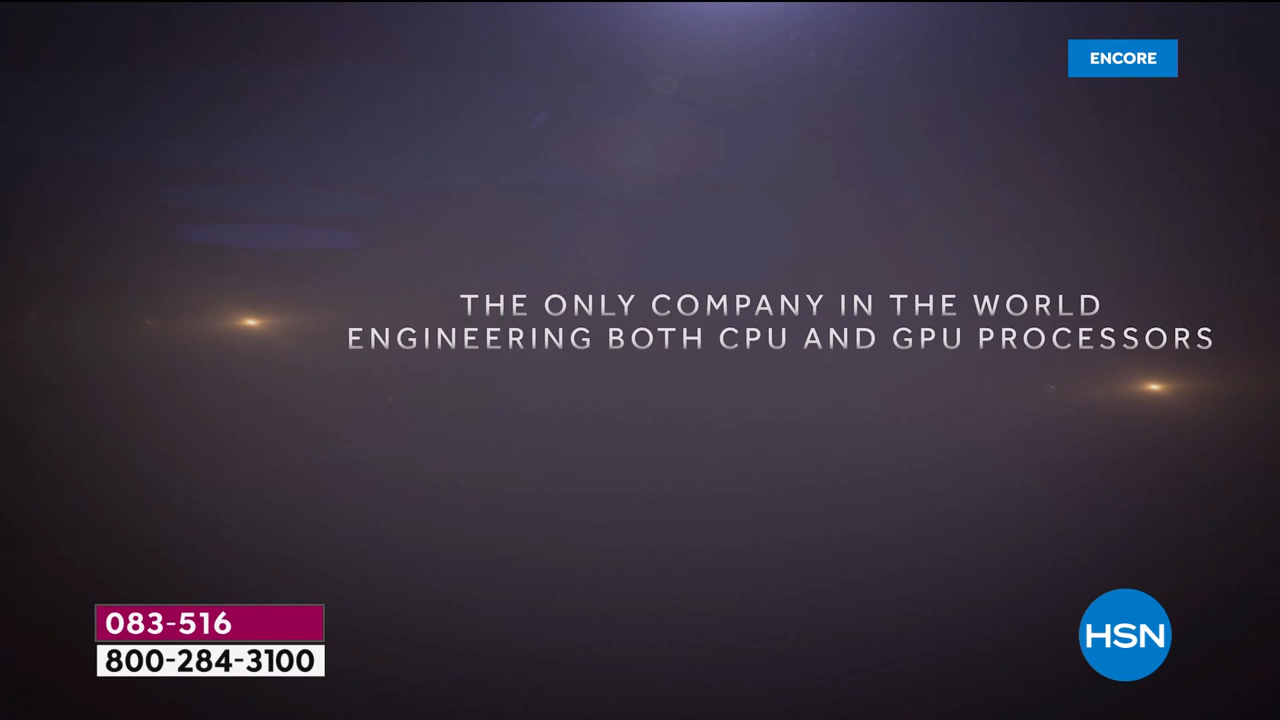 ENCORE
THE ONLY COMPANY IN THE WORLD
ENGINEERING BOTH CPU AND GPU PROCESSORS
083-516
800-284-3100
HSN